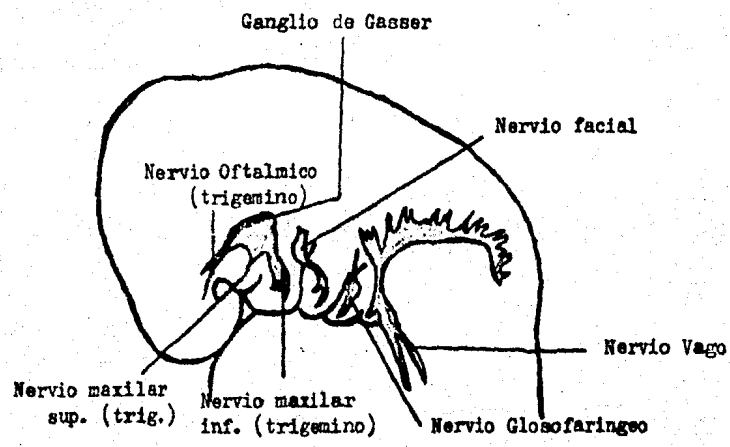 Ganglio de Gasser
Nervio facial
Nervio Oftalmico
(trigemino)
Nervio Vago
Nervio maxilar
sup. (trig.)
Nervio maxilar
inf. (trigemino)
Nervio Glosofaringeo